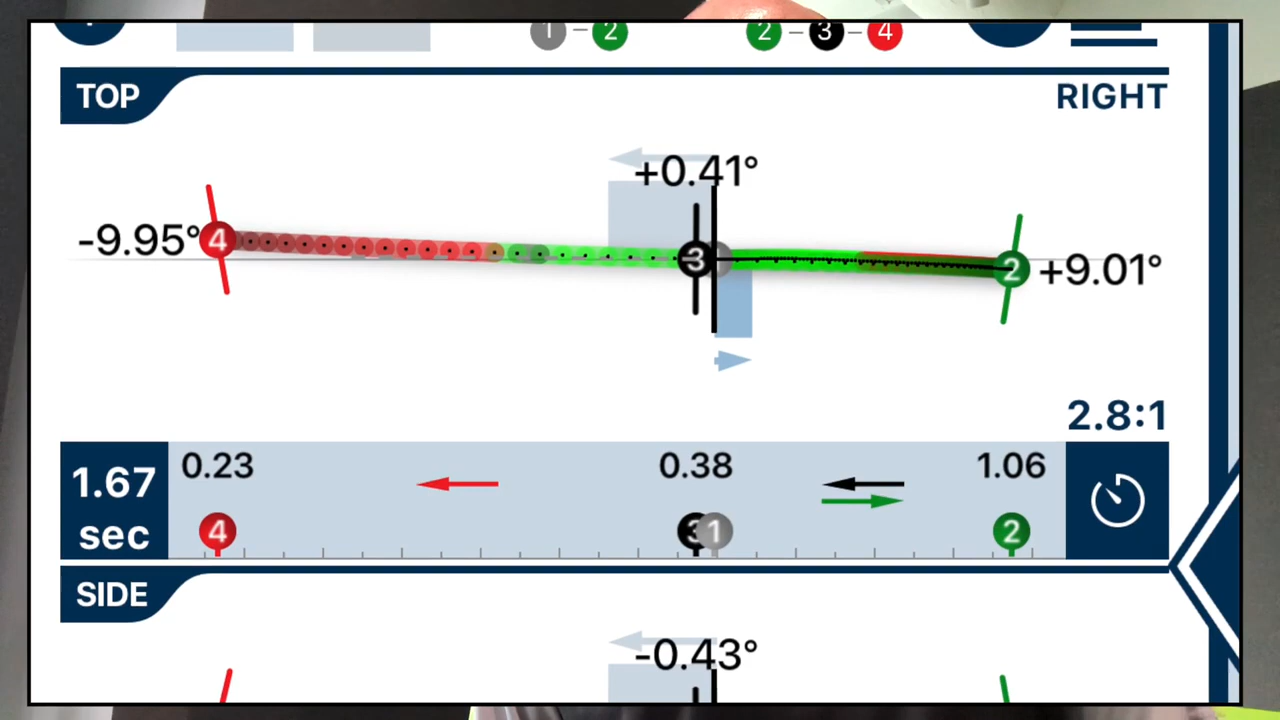 1 – 2 2 – 3 – 4
TOP RIGHT
+0.41°
-9.95° 4 3 2 +9.01°
2.8:1
1.67 sec
0.23 0.38 1.06
4 3 1 2
SIDE
-0.43°